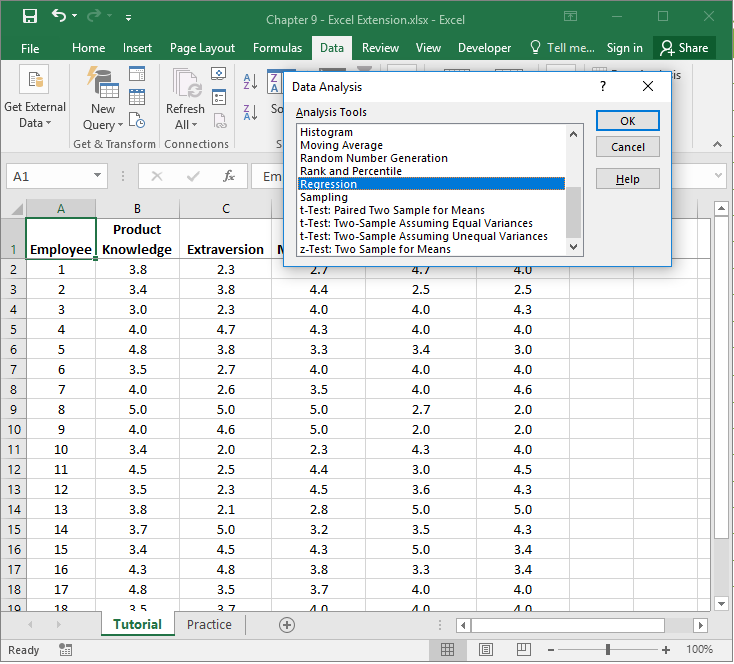 Chapter 9 - Excel Extension.xlsx - Excel
File Home Insert Page Layout Formulas Data Review View Developer Tell me... Sign in Share
Get External Data
New Query
Refresh All
Get & Transform
Connections
A1
fx
Data Analysis
?
Analysis Tools
Histogram
Moving Average
Random Number Generation
Rank and Percentile
Regression
Sampling
t-Test: Paired Two Sample for Means
t-Test: Two-Sample Assuming Equal Variances
t-Test: Two-Sample Assuming Unequal Variances
z-Test: Two Sample for Means
OK
Cancel
Help
A B C
1 Employee Product Knowledge Extraversion
2 1 3.8 2.3 2.7 4.7 4.0
3 2 3.4 3.8 4.4 2.5 2.5
4 3 3.0 2.3 4.0 4.0 4.3
5 4 4.0 4.7 4.3 4.0 4.0
6 5 4.8 3.8 3.3 3.4 3.0
7 6 3.5 2.7 4.0 4.0 4.0
8 7 4.0 2.6 3.5 4.0 4.6
9 8 5.0 5.0 5.0 2.7 2.0
10 9 4.0 4.6 5.0 2.0 2.0
11 10 3.4 2.0 2.3 4.3 4.0
12 11 4.5 2.5 4.4 3.0 4.5
13 12 3.5 2.3 4.5 3.6 4.3
14 13 3.8 2.1 2.8 5.0 5.0
15 14 3.7 5.0 3.2 3.5 4.3
16 15 3.4 4.5 4.3 5.0 3.4
17 16 4.3 4.8 3.8 3.3 3.4
18 17 4.8 3.5 3.7 4.0 4.0
19 18 3.5 3.7 4.0 4.0 4.0
Tutorial Practice
Ready
100%